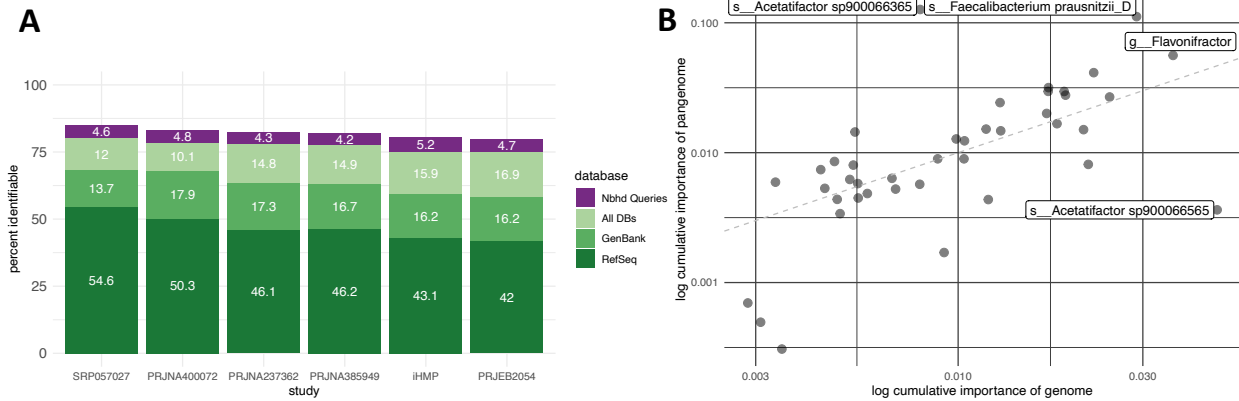 A
100
75
50
25
0
percent identifiable
4.6
12
13.7
54.6
4.8
10.1
17.9
50.3
4.3
14.8
17.3
46.1
4.2
14.9
16.7
46.2
5.2
15.9
16.2
43.1
4.7
16.9
16.2
42
SRP057027
PRJNA400072
PRJNA237362
PRJNA385949
iHMP
PRJEB2054
study
database
Nbhd Queries
All DBs
GenBank
RefSeq
B
s__Acetatifactor sp900066365
s__Faecalibacterium prausnitzii_D
g__Flavonifractor
s__Acetatifactor sp900066565
0.100
0.010
0.001
log cumulative importance of pangenome
0.003
0.010
0.030
log cumulative importance of genome